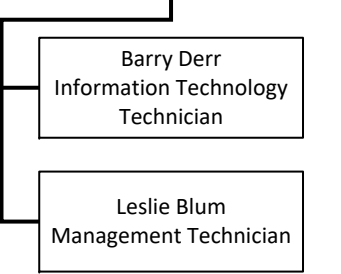 Barry Derr
Information Technology
Technician
Leslie Blum
Management Technician